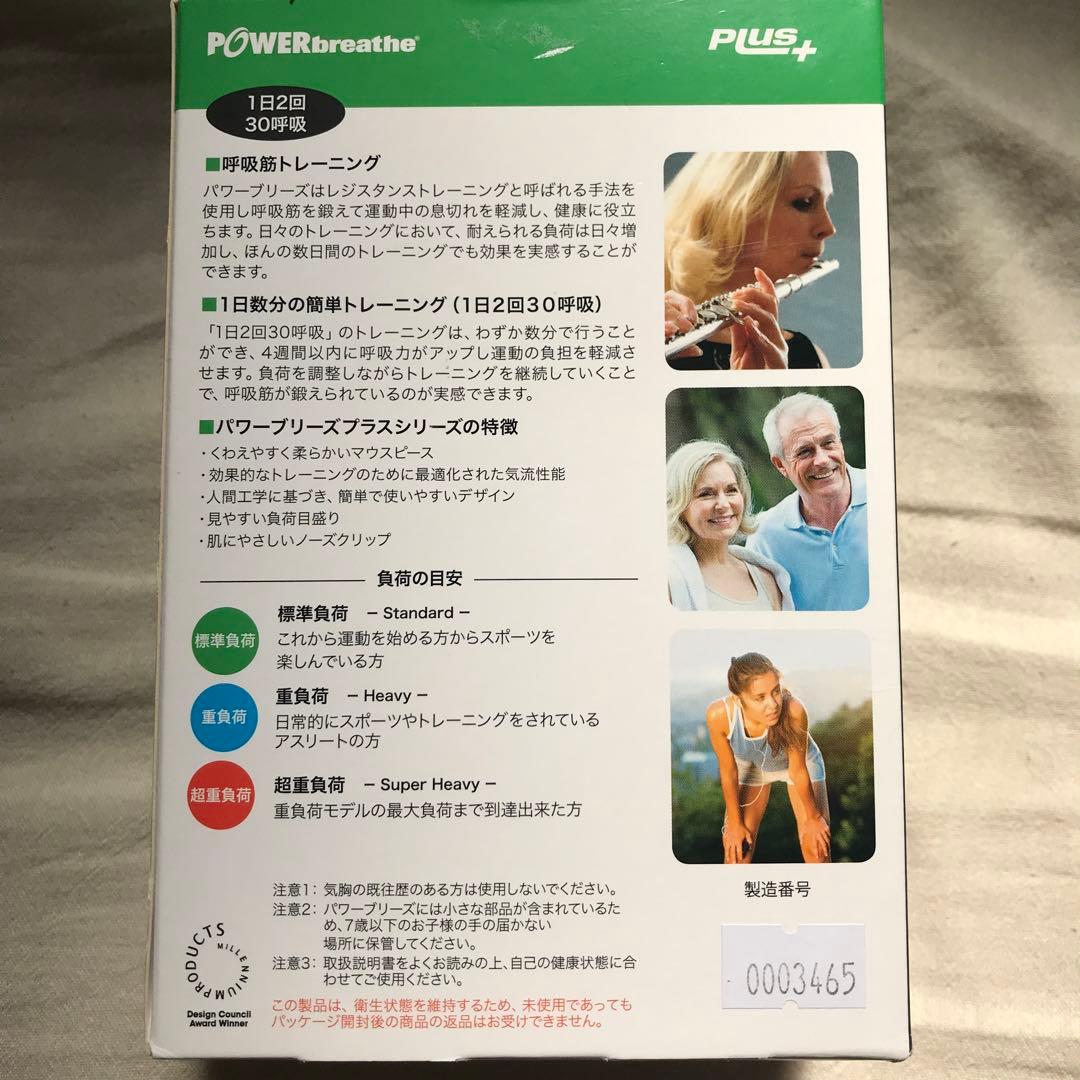 POWERbreathe®
PLUS+
1日2回
30呼吸
■呼吸筋トレーニング
パワーブリーズはレジスタンストレーニングと呼ばれる手法を
使用し呼吸筋を鍛えて運動中の息切れを軽減し、健康に役立
ちます。日々のトレーニングにおいて、耐えられる負荷は日々増
加し、ほんの数日間のトレーニングでも効果を実感することが
できます。
■1日数分の簡単トレーニング（1日2回30呼吸）
「1日2回30呼吸」のトレーニングは、わずか数分で行うこと
ができ、4週間以内に呼吸力がアップし運動の負担を軽減さ
せます。負荷を調整しながらトレーニングを継続していくこと
で、呼吸筋が鍛えられているのが実感できます。
■パワーブリーズプラスシリーズの特徴
・くわえやすく柔らかいマウスピース
・効果的なトレーニングのために最適化された気流性能
・人間工学に基づき、簡単で使いやすいデザイン
・見やすい負荷目盛り
・肌にやさしいノーズクリップ
負荷の目安
標準負荷
標準負荷 − Standard −
これから運動を始める方からスポーツを
楽しんでいる方
重負荷
重負荷 − Heavy −
日常的にスポーツやトレーニングをされている
アスリートの方
超重負荷
超重負荷 − Super Heavy −
重負荷モデルの最大負荷まで到達出来た方
注意1： 気胸の既往歴のある方は使用しないでください。
注意2： パワーブリーズには小さな部品が含まれているた
め、7歳以下のお子様の手の届かない
場所に保管してください。
注意3： 取扱説明書をよくお読みの上、自己の健康状態に合
わせてご使用ください。
この製品は、衛生状態を維持するため、未使用であっても
パッケージ開封後の商品の返品はお受けできません。
MILLENNIUM PRODUCTS
Design Council
Award Winner
製造番号
0003465